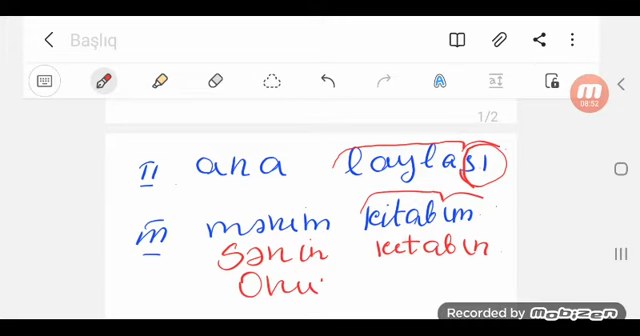 Başlıq
08:52
1/2
II ana laylası
III mənim kitabım
Sənin kitabın
Onu
Recorded by mobizen